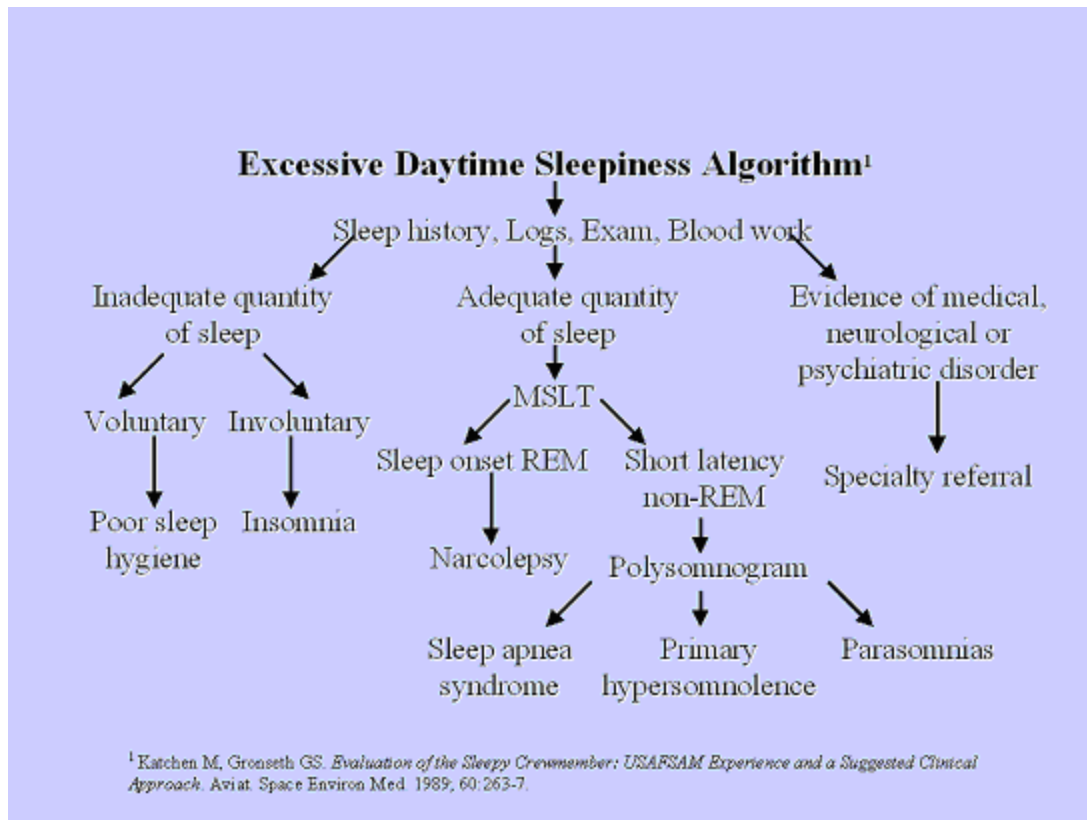 Excessive Daytime Sleepiness Algorithm¹
Sleep history, Logs, Exam, Blood work
Inadequate quantity
of sleep
Adequate quantity
of sleep
Evidence of medical,
neurological or
psychiatric disorder
Voluntary
Involuntary
MSLT
Sleep onset REM
Short latency
non-REM
Specialty referral
Poor sleep
hygiene
Insomnia
Narcolepsy
Polysomnogram
Sleep apnea
syndrome
Primary
hypersomnolence
Parasomnias
¹ Katchen M, Gronseth GS. Evaluation of the Sleepy Crewmember: USAFSAM Experience and a Suggested Clinical
Approach. Aviat Space Environ Med 1989; 60:263-7.